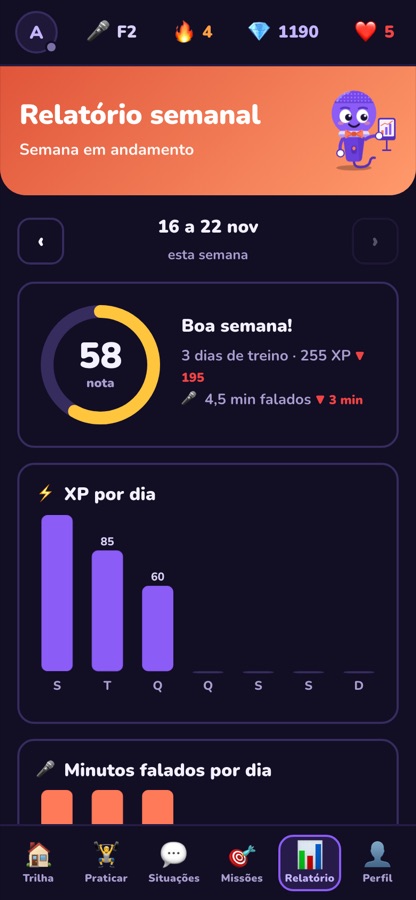 A
F2
4
1190
5
Relatório semanal
Semana em andamento
‹
16 a 22 nov
›
esta semana
58
nota
Boa semana!
3 dias de treino · 255 XP ▼
195
4,5 min falados ▼ 3 min
XP por dia
85
60
S T Q Q S S D
Minutos falados por dia
Trilha Praticar Situações Missões Relatório Perfil